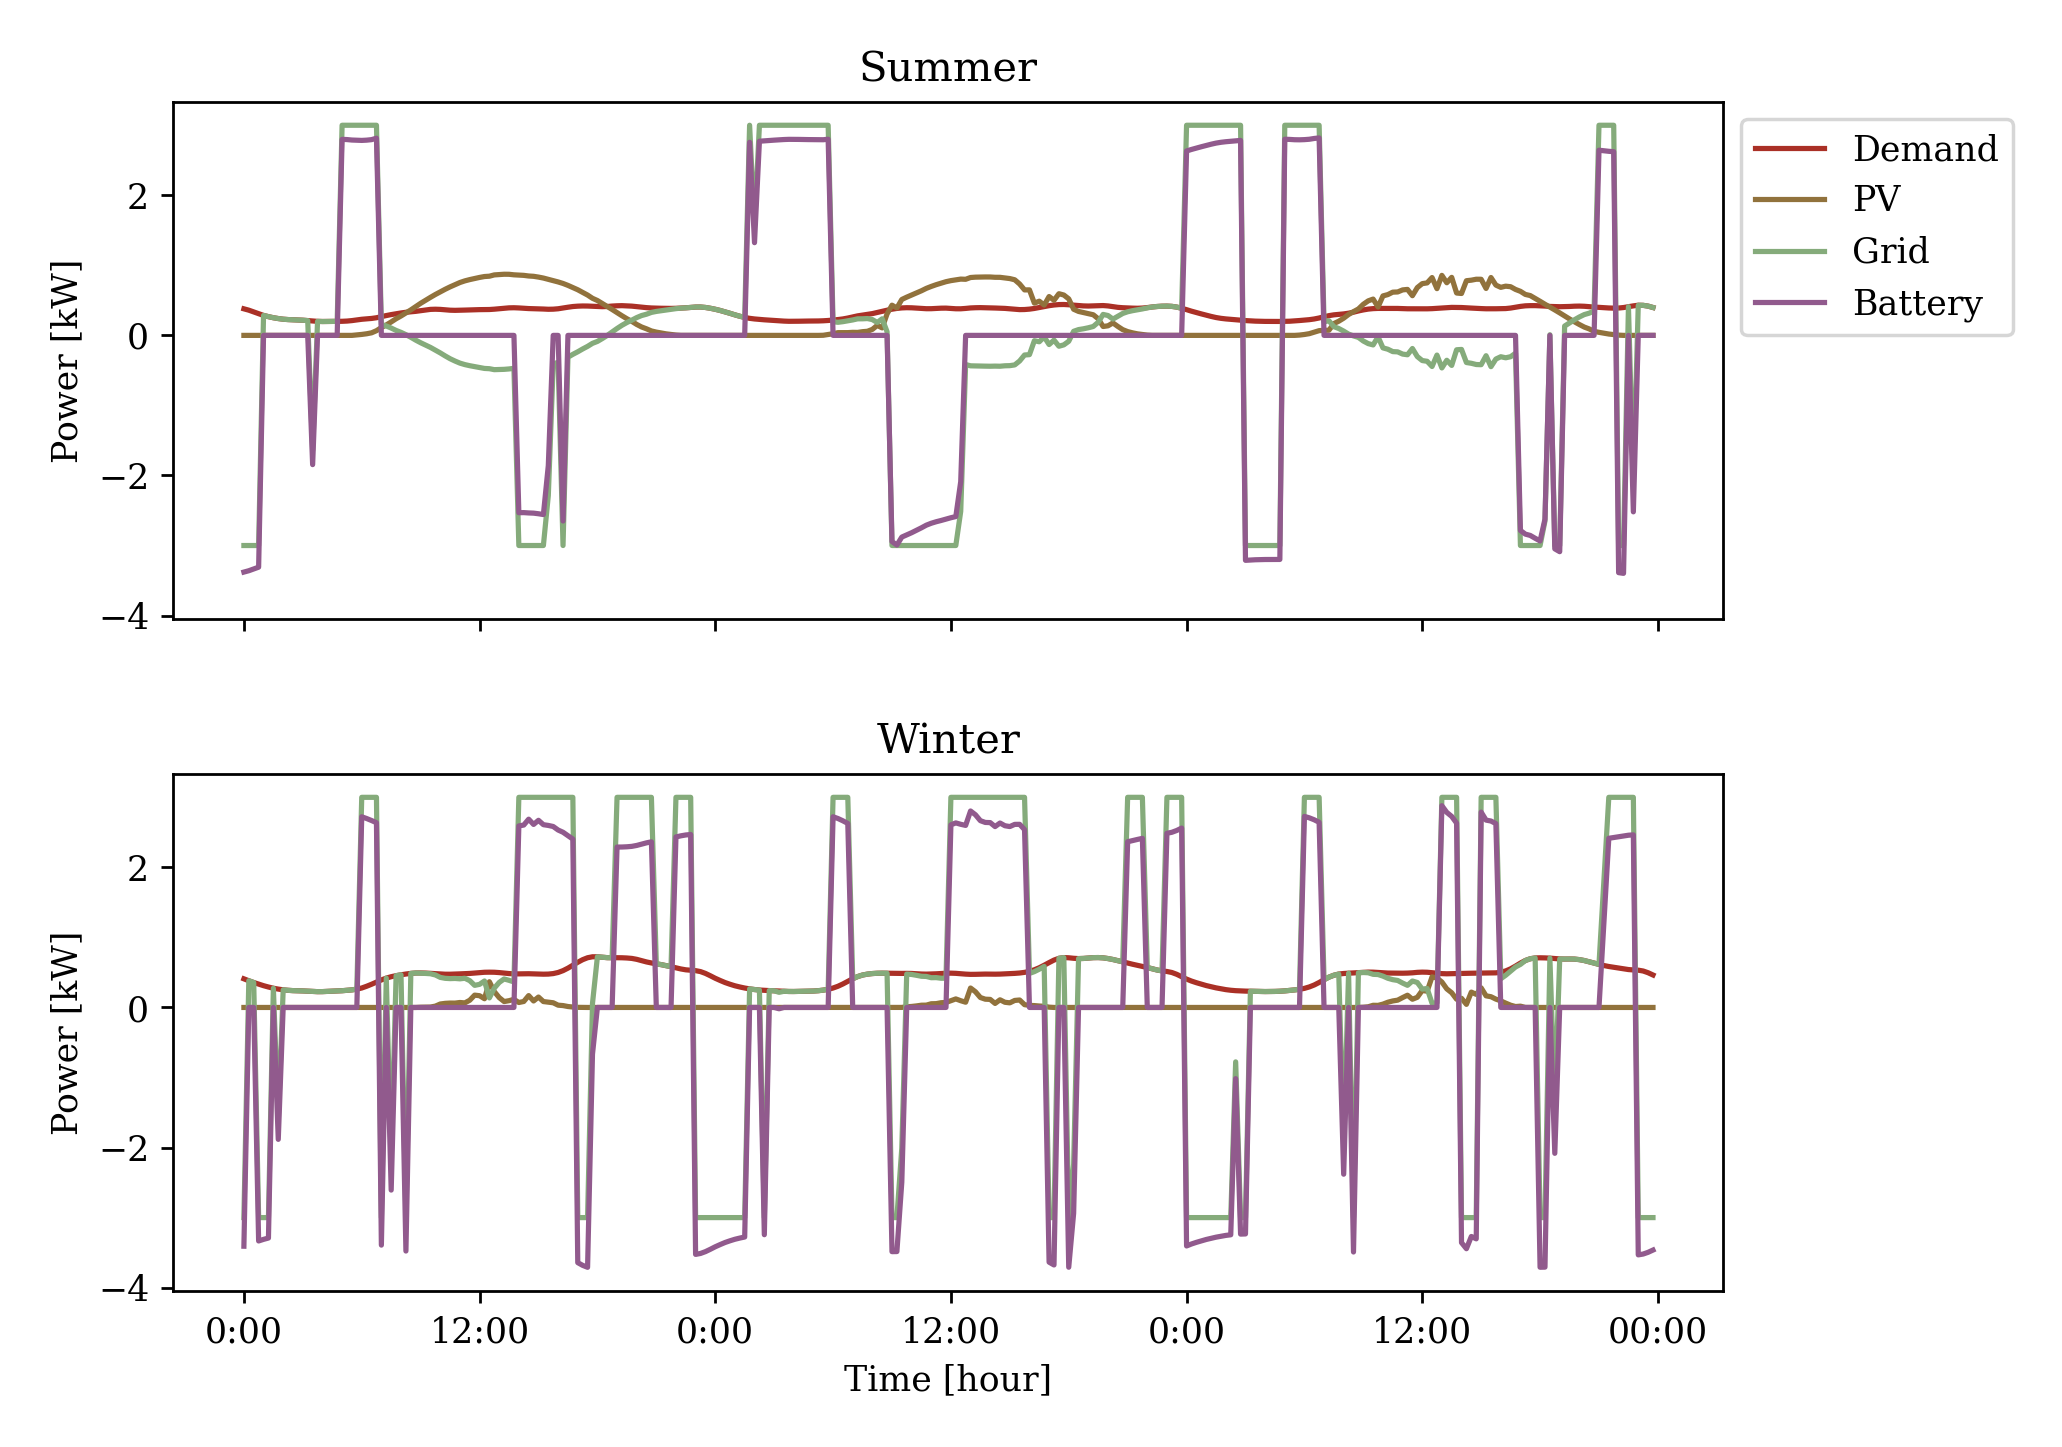 Summer
Power [kW]
2
0
−2
−4
Demand
PV
Grid
Battery
Winter
Power [kW]
2
0
−2
−4
0:00 12:00 0:00 12:00 0:00 12:00 00:00
Time [hour]